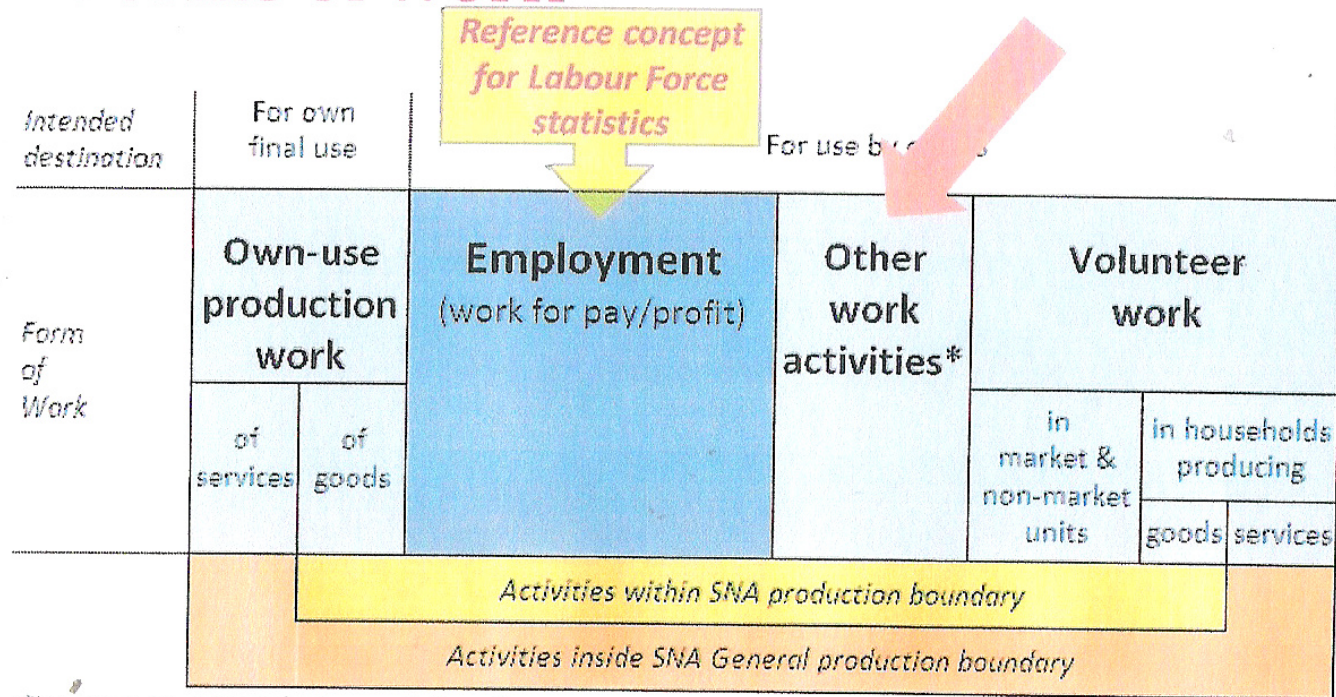 Reference concept
for Labour Force
statistics
Intended
destination
For own
final use
For use by
Form
of
Work
Own-use
production
work
of
services
of
goods
Employment
(work for pay/profit)
Other
work
activities*
Volunteer
work
in
market &
non-market
units
in households
producing
goods
services
Activities within SNA production boundary
Activities inside SNA General production boundary